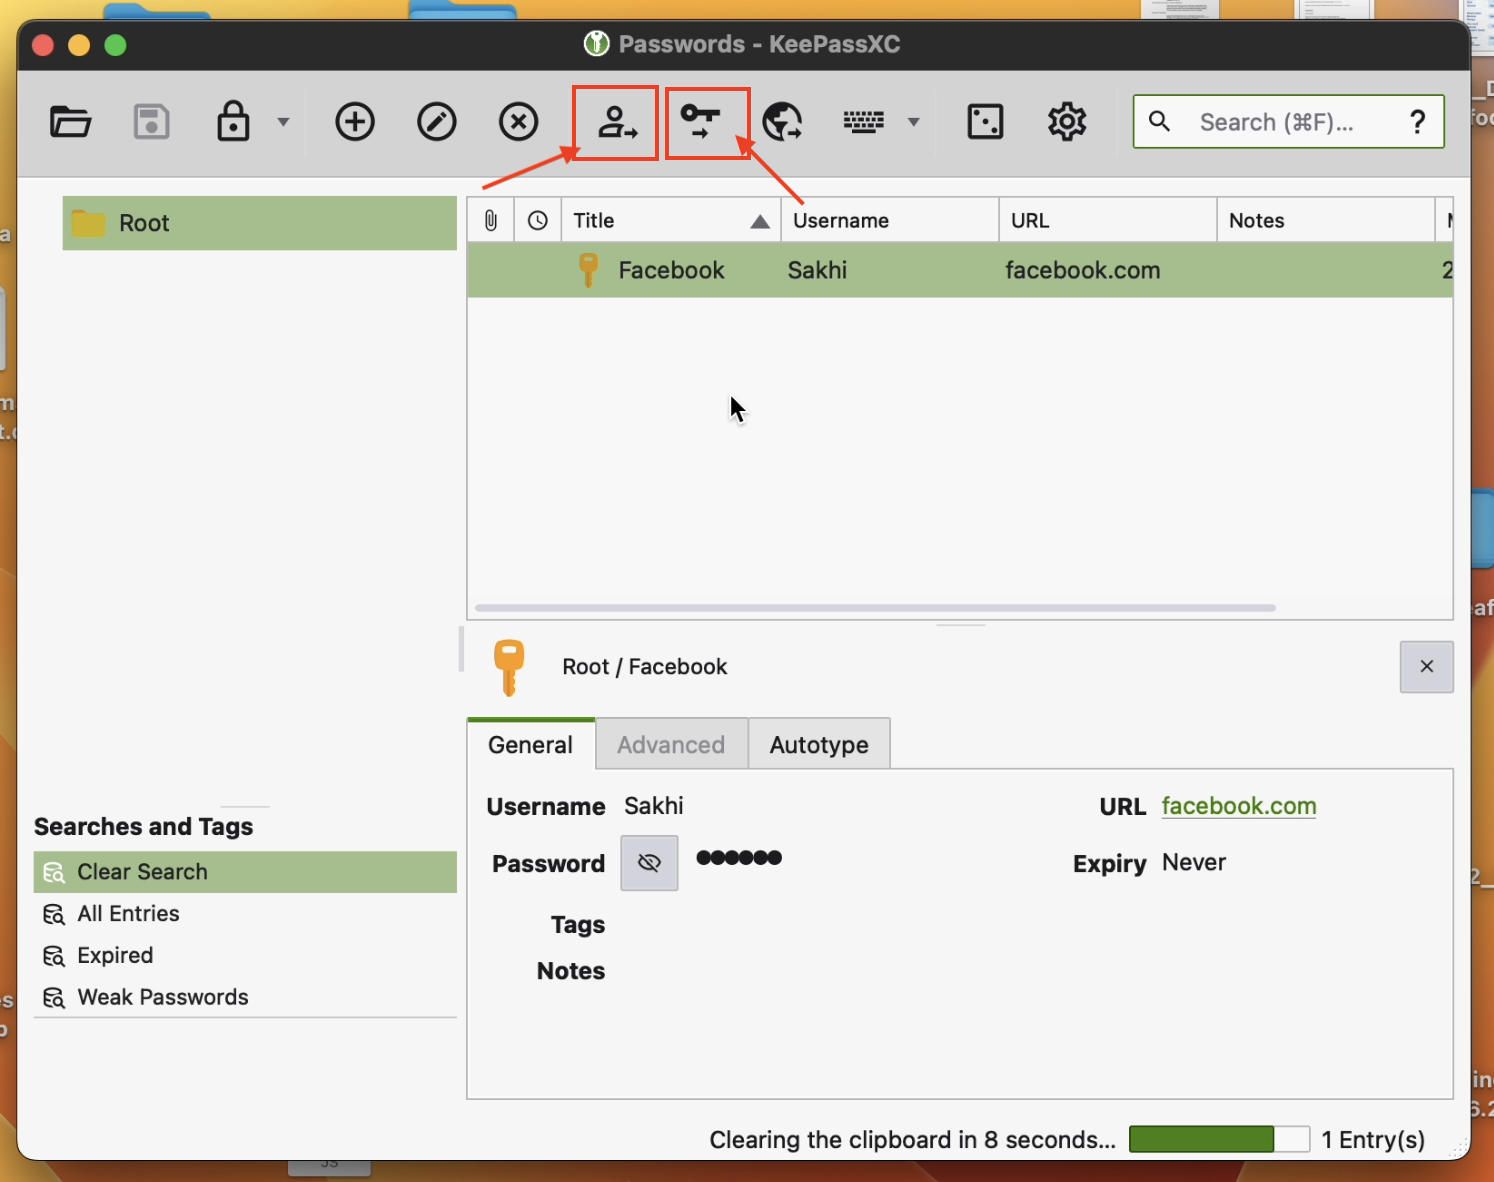 Passwords - KeePassXC
Search (⌘F)... ?
Root
Title Username URL Notes
Facebook Sakhi facebook.com 2
Root / Facebook
General Advanced Autotype
Username Sakhi URL facebook.com
Password ●●●●●● Expiry Never
Tags
Notes
Searches and Tags
Clear Search
All Entries
Expired
Weak Passwords
Clearing the clipboard in 8 seconds... 1 Entry(s)
JS